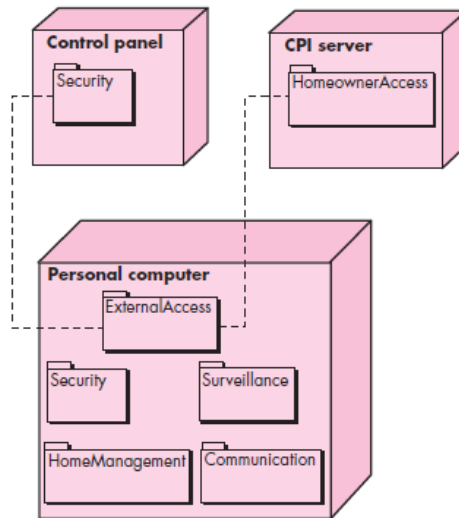 Control panel
Security
CPI server
HomeownerAccess
Personal computer
ExternalAccess
Security
Surveillance
HomeManagement
Communication